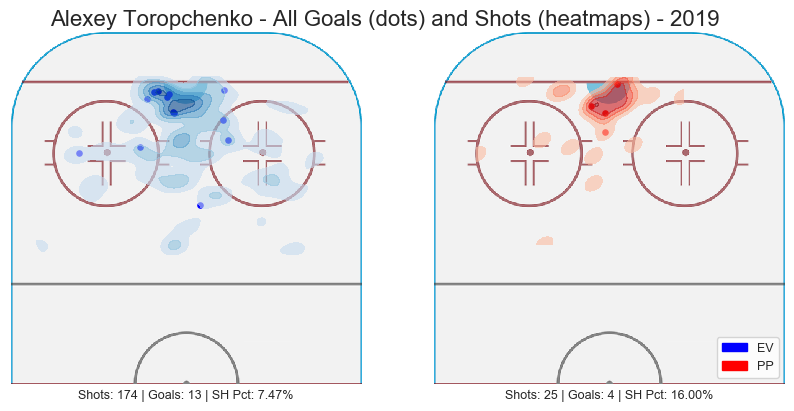 Alexey Toropchenko - All Goals (dots) and Shots (heatmaps) - 2019
EV
PP
Shots: 174 | Goals: 13 | SH Pct: 7.47%
Shots: 25 | Goals: 4 | SH Pct: 16.00%